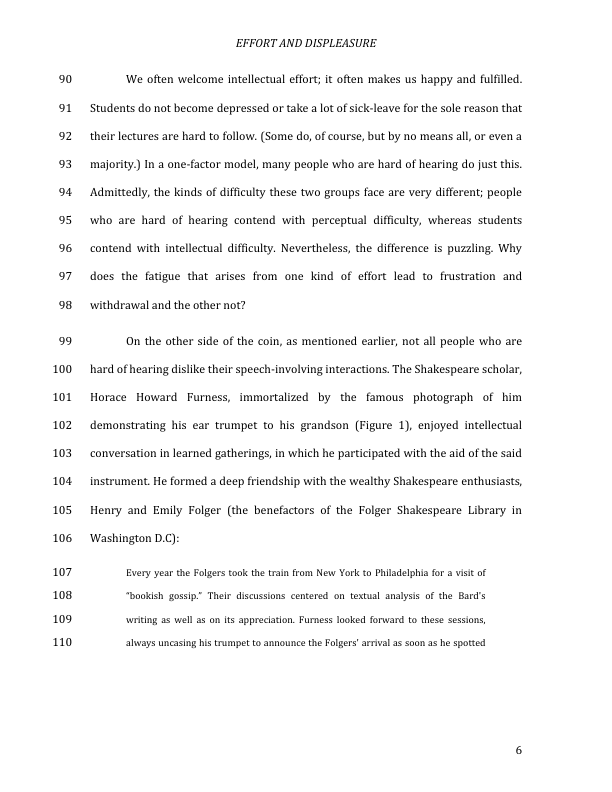 EFFORT AND DISPLEASURE
90 We often welcome intellectual effort; it often makes us happy and fulfilled.
91 Students do not become depressed or take a lot of sick-leave for the sole reason that
92 their lectures are hard to follow. (Some do, of course, but by no means all, or even a
93 majority.) In a one-factor model, many people who are hard of hearing do just this.
94 Admittedly, the kinds of difficulty these two groups face are very different; people
95 who are hard of hearing contend with perceptual difficulty, whereas students
96 contend with intellectual difficulty. Nevertheless, the difference is puzzling. Why
97 does the fatigue that arises from one kind of effort lead to frustration and
98 withdrawal and the other not?
99 On the other side of the coin, as mentioned earlier, not all people who are
100 hard of hearing dislike their speech-involving interactions. The Shakespeare scholar,
101 Horace Howard Furness, immortalized by the famous photograph of him
102 demonstrating his ear trumpet to his grandson (Figure 1), enjoyed intellectual
103 conversation in learned gatherings, in which he participated with the aid of the said
104 instrument. He formed a deep friendship with the wealthy Shakespeare enthusiasts,
105 Henry and Emily Folger (the benefactors of the Folger Shakespeare Library in
106 Washington D.C):
107 Every year the Folgers took the train from New York to Philadelphia for a visit of
108 "bookish gossip." Their discussions centered on textual analysis of the Bard's
109 writing as well as on its appreciation. Furness looked forward to these sessions,
110 always uncasing his trumpet to announce the Folgers' arrival as soon as he spotted
6